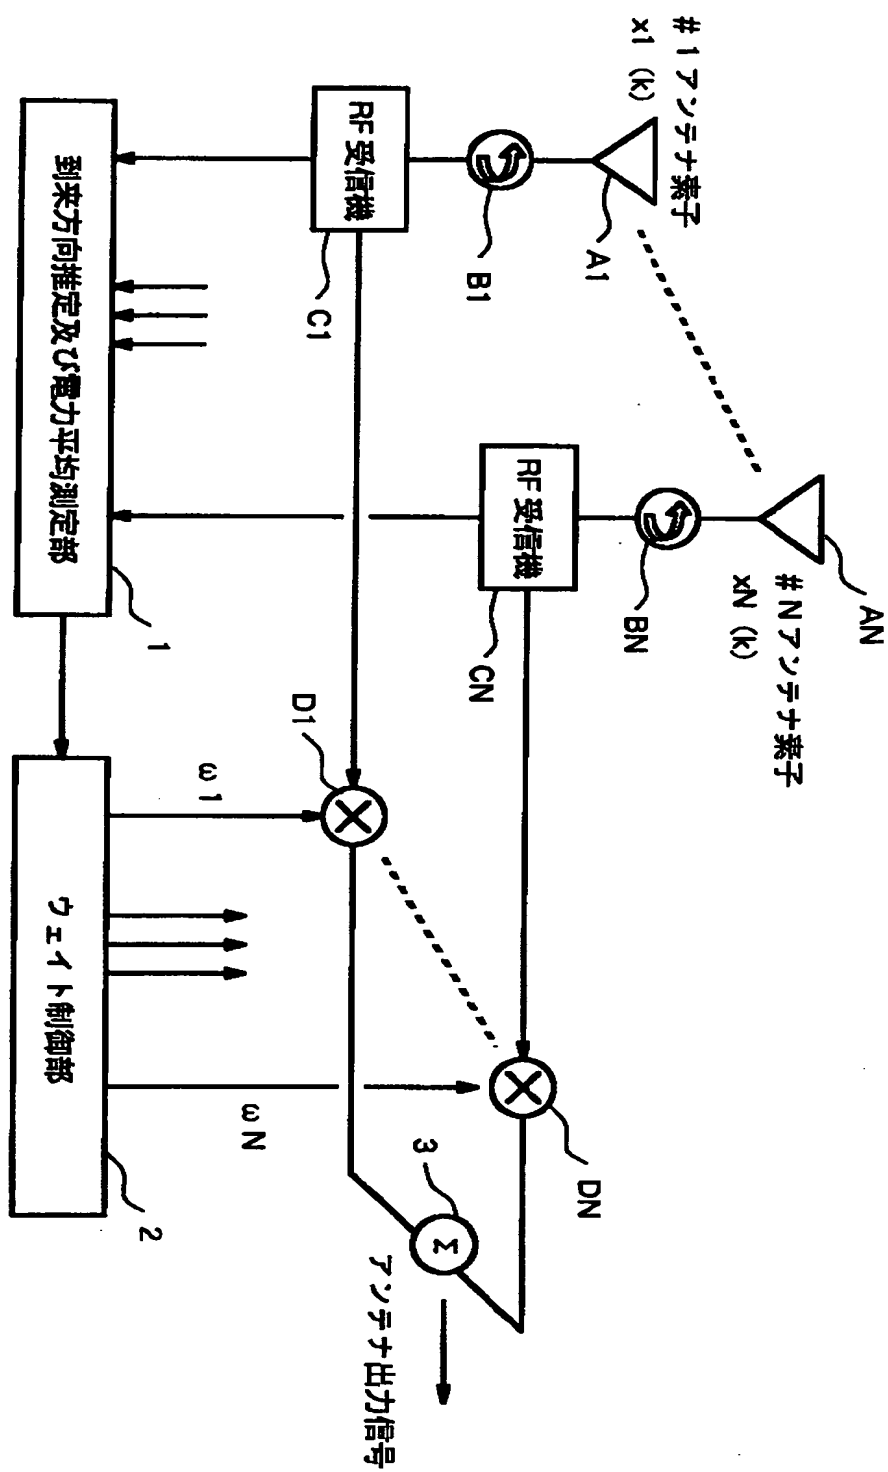 #1アンテナ素子
x1 (k)
A1
B1
RF受信機
C1
AN
#Nアンテナ素子
xN (k)
BN
RF受信機
CN
到来方向推定及び電力平均測定部
1
D1
ω1
DN
ωN
ウェイト制御部
2
3
Σ
アンテナ出力信号